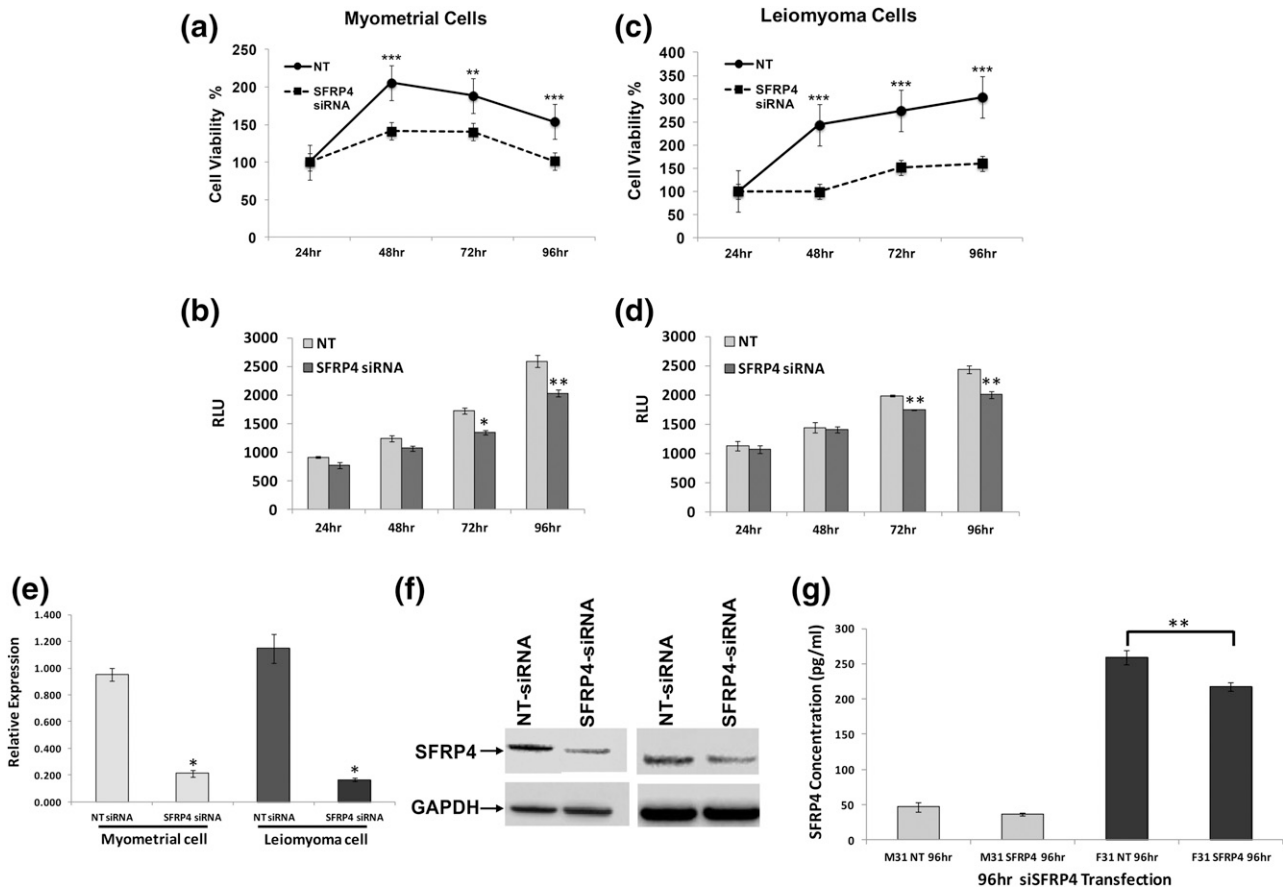 (a)
Myometrial Cells
Cell Viability %
250
200
150
100
50
0
NT
SFRP4
siRNA
***
**
***
24hr
48hr
72hr
96hr
(c)
Leiomyoma Cells
Cell Viability %
400
350
300
250
200
150
100
50
0
NT
SFRP4
siRNA
***
***
***
24hr
48hr
72hr
96hr
(b)
RLU
3000
2500
2000
1500
1000
500
0
NT
SFRP4 siRNA
*
**
24hr
48hr
72hr
96hr
(d)
RLU
3000
2500
2000
1500
1000
500
0
NT
SFRP4 siRNA
**
**
24hr
48hr
72hr
96hr
(e)
Relative Expression
1.400
1.200
1.000
0.800
0.600
0.400
0.200
0.000
*
*
NT siRNA
SFRP4 siRNA
NT siRNA
SFRP4 siRNA
Myometrial cell
Leiomyoma cell
(f)
NT-siRNA
SFRP4-siRNA
NT-siRNA
SFRP4-siRNA
SFRP4
GAPDH
(g)
SFRP4 Concentration (pg/ml)
300
250
200
150
100
50
0
**
M31 NT 96hr
M31 SFRP4 96hr
F31 NT 96hr
F31 SFRP4 96hr
96hr siSFRP4 Transfection